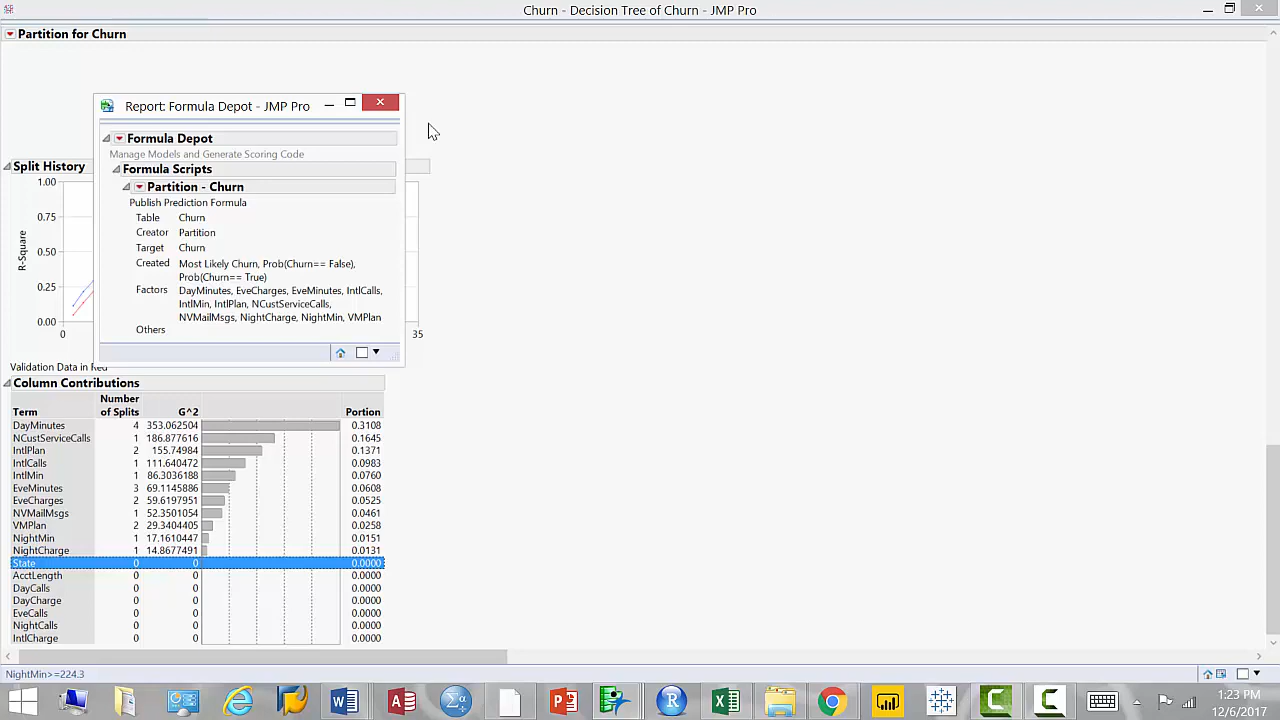 Churn - Decision Tree of Churn - JMP Pro
Partition for Churn
Report: Formula Depot - JMP Pro
Formula Depot
Manage Models and Generate Scoring Code
Formula Scripts
Partition - Churn
Publish Prediction Formula
Table Churn
Creator Partition
Target Churn
Created Most Likely Churn, Prob(Churn== False),
Prob(Churn== True)
Factors DayMinutes, EveCharges, EveMinutes, IntlCalls,
IntlMin, IntlPlan, NCustServiceCalls,
NVMailMsgs, NightCharge, NightMin, VMPlan
Others
Split History
1.00
0.75
0.50
0.25
0.00
R-Square
0 35
Validation Data in Red
Column Contributions
Number
Term of Splits G^2 Portion
DayMinutes 4 353.062504 0.3108
NCustServiceCalls 1 186.877616 0.1645
IntlPlan 2 155.74984 0.1371
IntlCalls 1 111.640472 0.0983
IntlMin 1 86.3036188 0.0760
EveMinutes 3 69.1145886 0.0608
EveCharges 2 59.6197951 0.0525
NVMailMsgs 1 52.3501054 0.0461
VMPlan 2 29.3404405 0.0258
NightMin 1 17.1610447 0.0151
NightCharge 1 14.8677491 0.0131
State 0 0 0.0000
AcctLength 0 0 0.0000
DayCalls 0 0 0.0000
DayCharge 0 0 0.0000
EveCalls 0 0 0.0000
NightCalls 0 0 0.0000
IntlCharge 0 0 0.0000
NightMin>=224.3
1:23 PM
12/6/2017